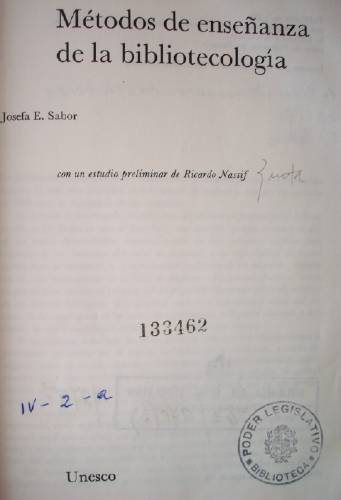 Métodos de enseñanza
de la bibliotecología
Josefa E. Sabor
con un estudio preliminar de Ricardo Nassif
133462
IV - 2 - a
PODER LEGISLATIVO
BIBLIOTECA
Unesco